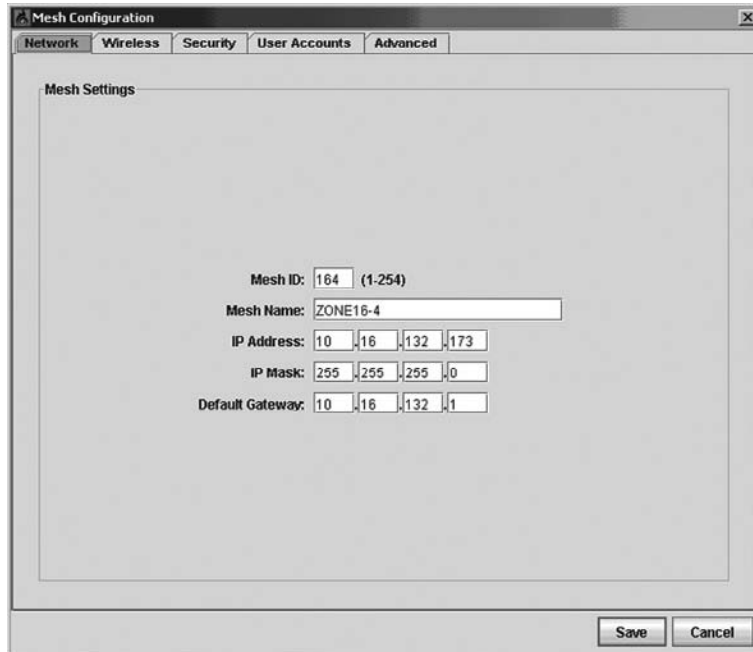 Mesh Configuration
Network Wireless Security User Accounts Advanced
Mesh Settings
Mesh ID: 164 (1-254)
Mesh Name: ZONE16-4
IP Address: 10 .16 .132 .173
IP Mask: 255 .255 .255 .0
Default Gateway: 10 .16 .132 .1
Save Cancel